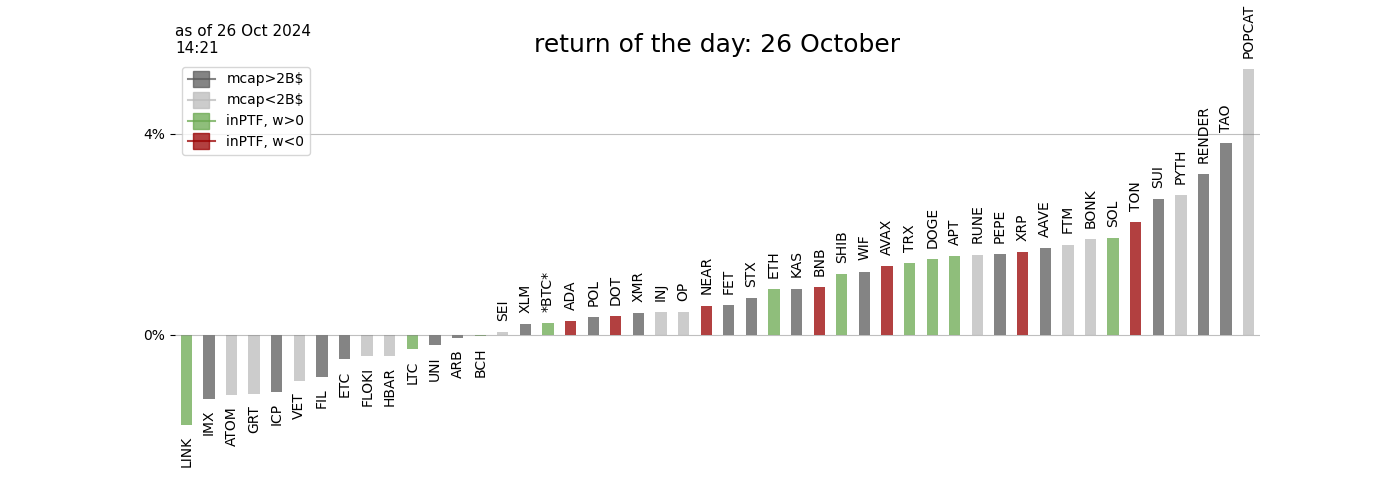 as of 26 Oct 2024
14:21
return of the day: 26 October
mcap>2B$
mcap<2B$
inPTF, w>0
inPTF, w<0
4%
0%
LINK
IMX
ATOM
GRT
ICP
VET
FIL
ETC
FLOKI
HBAR
LTC
UNI
ARB
BCH
SEI
XLM
*BTC*
ADA
POL
DOT
XMR
INJ
OP
NEAR
FET
STX
ETH
KAS
BNB
SHIB
WIF
AVAX
TRX
DOGE
APT
RUNE
PEPE
XRP
AAVE
FTM
BONK
SOL
TON
SUI
PYTH
RENDER
TAO
POPCAT